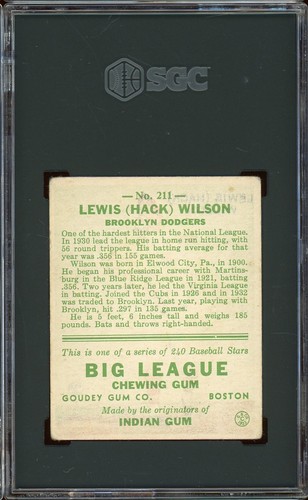 SGC
— No. 211 —
LEWIS (HACK) WILSON
BROOKLYN DODGERS
One of the hardest hitters in the National League.
In 1930 lead the league in home run hitting, with
56 round trippers. His batting average for that
year was .356 in 155 games.
Wilson was born in Elwood City, Pa., in 1900.
He began his professional career with Martins-
burg in the Blue Ridge League in 1921, batting
.356. Two years later, he led the Virginia League
in batting. Joined the Cubs in 1926 and in 1932
was traded to Brooklyn. Last year, playing with
Brooklyn, hit .297 in 135 games.
He is 5 feet, 6 inches tall and weighs 185
pounds. Bats and throws right-handed.
This is one of a series of 240 Baseball Stars
BIG LEAGUE
CHEWING GUM
GOUDEY GUM CO. BOSTON
Made by the originators of
INDIAN GUM